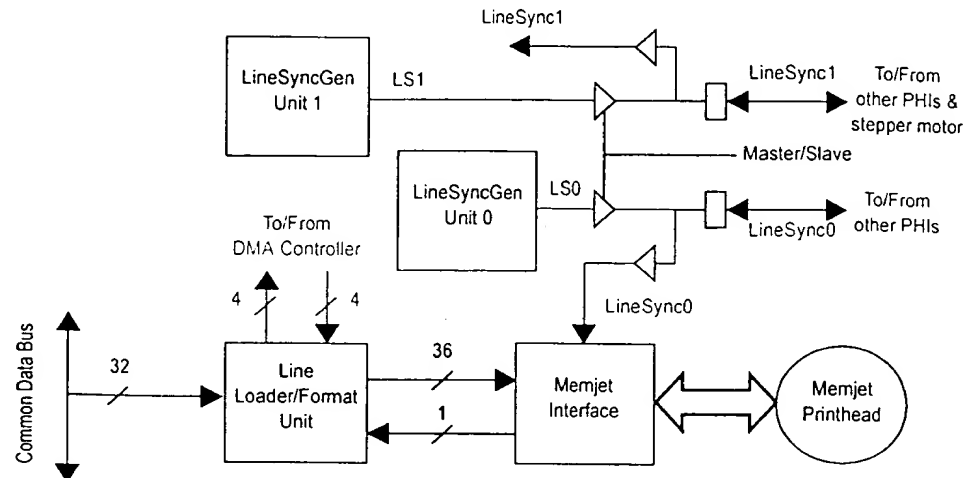 LineSync1
LineSyncGen
Unit 1
LS1
LineSync1
To/From
other PHIs &
stepper motor
Master/Slave
LineSyncGen
Unit 0
LS0
LineSync0
To/From
other PHIs
To/From
DMA Controller
4
4
LineSync0
Common Data Bus
32
Line
Loader/Format
Unit
36
1
Memjet
Interface
Memjet
Printhead